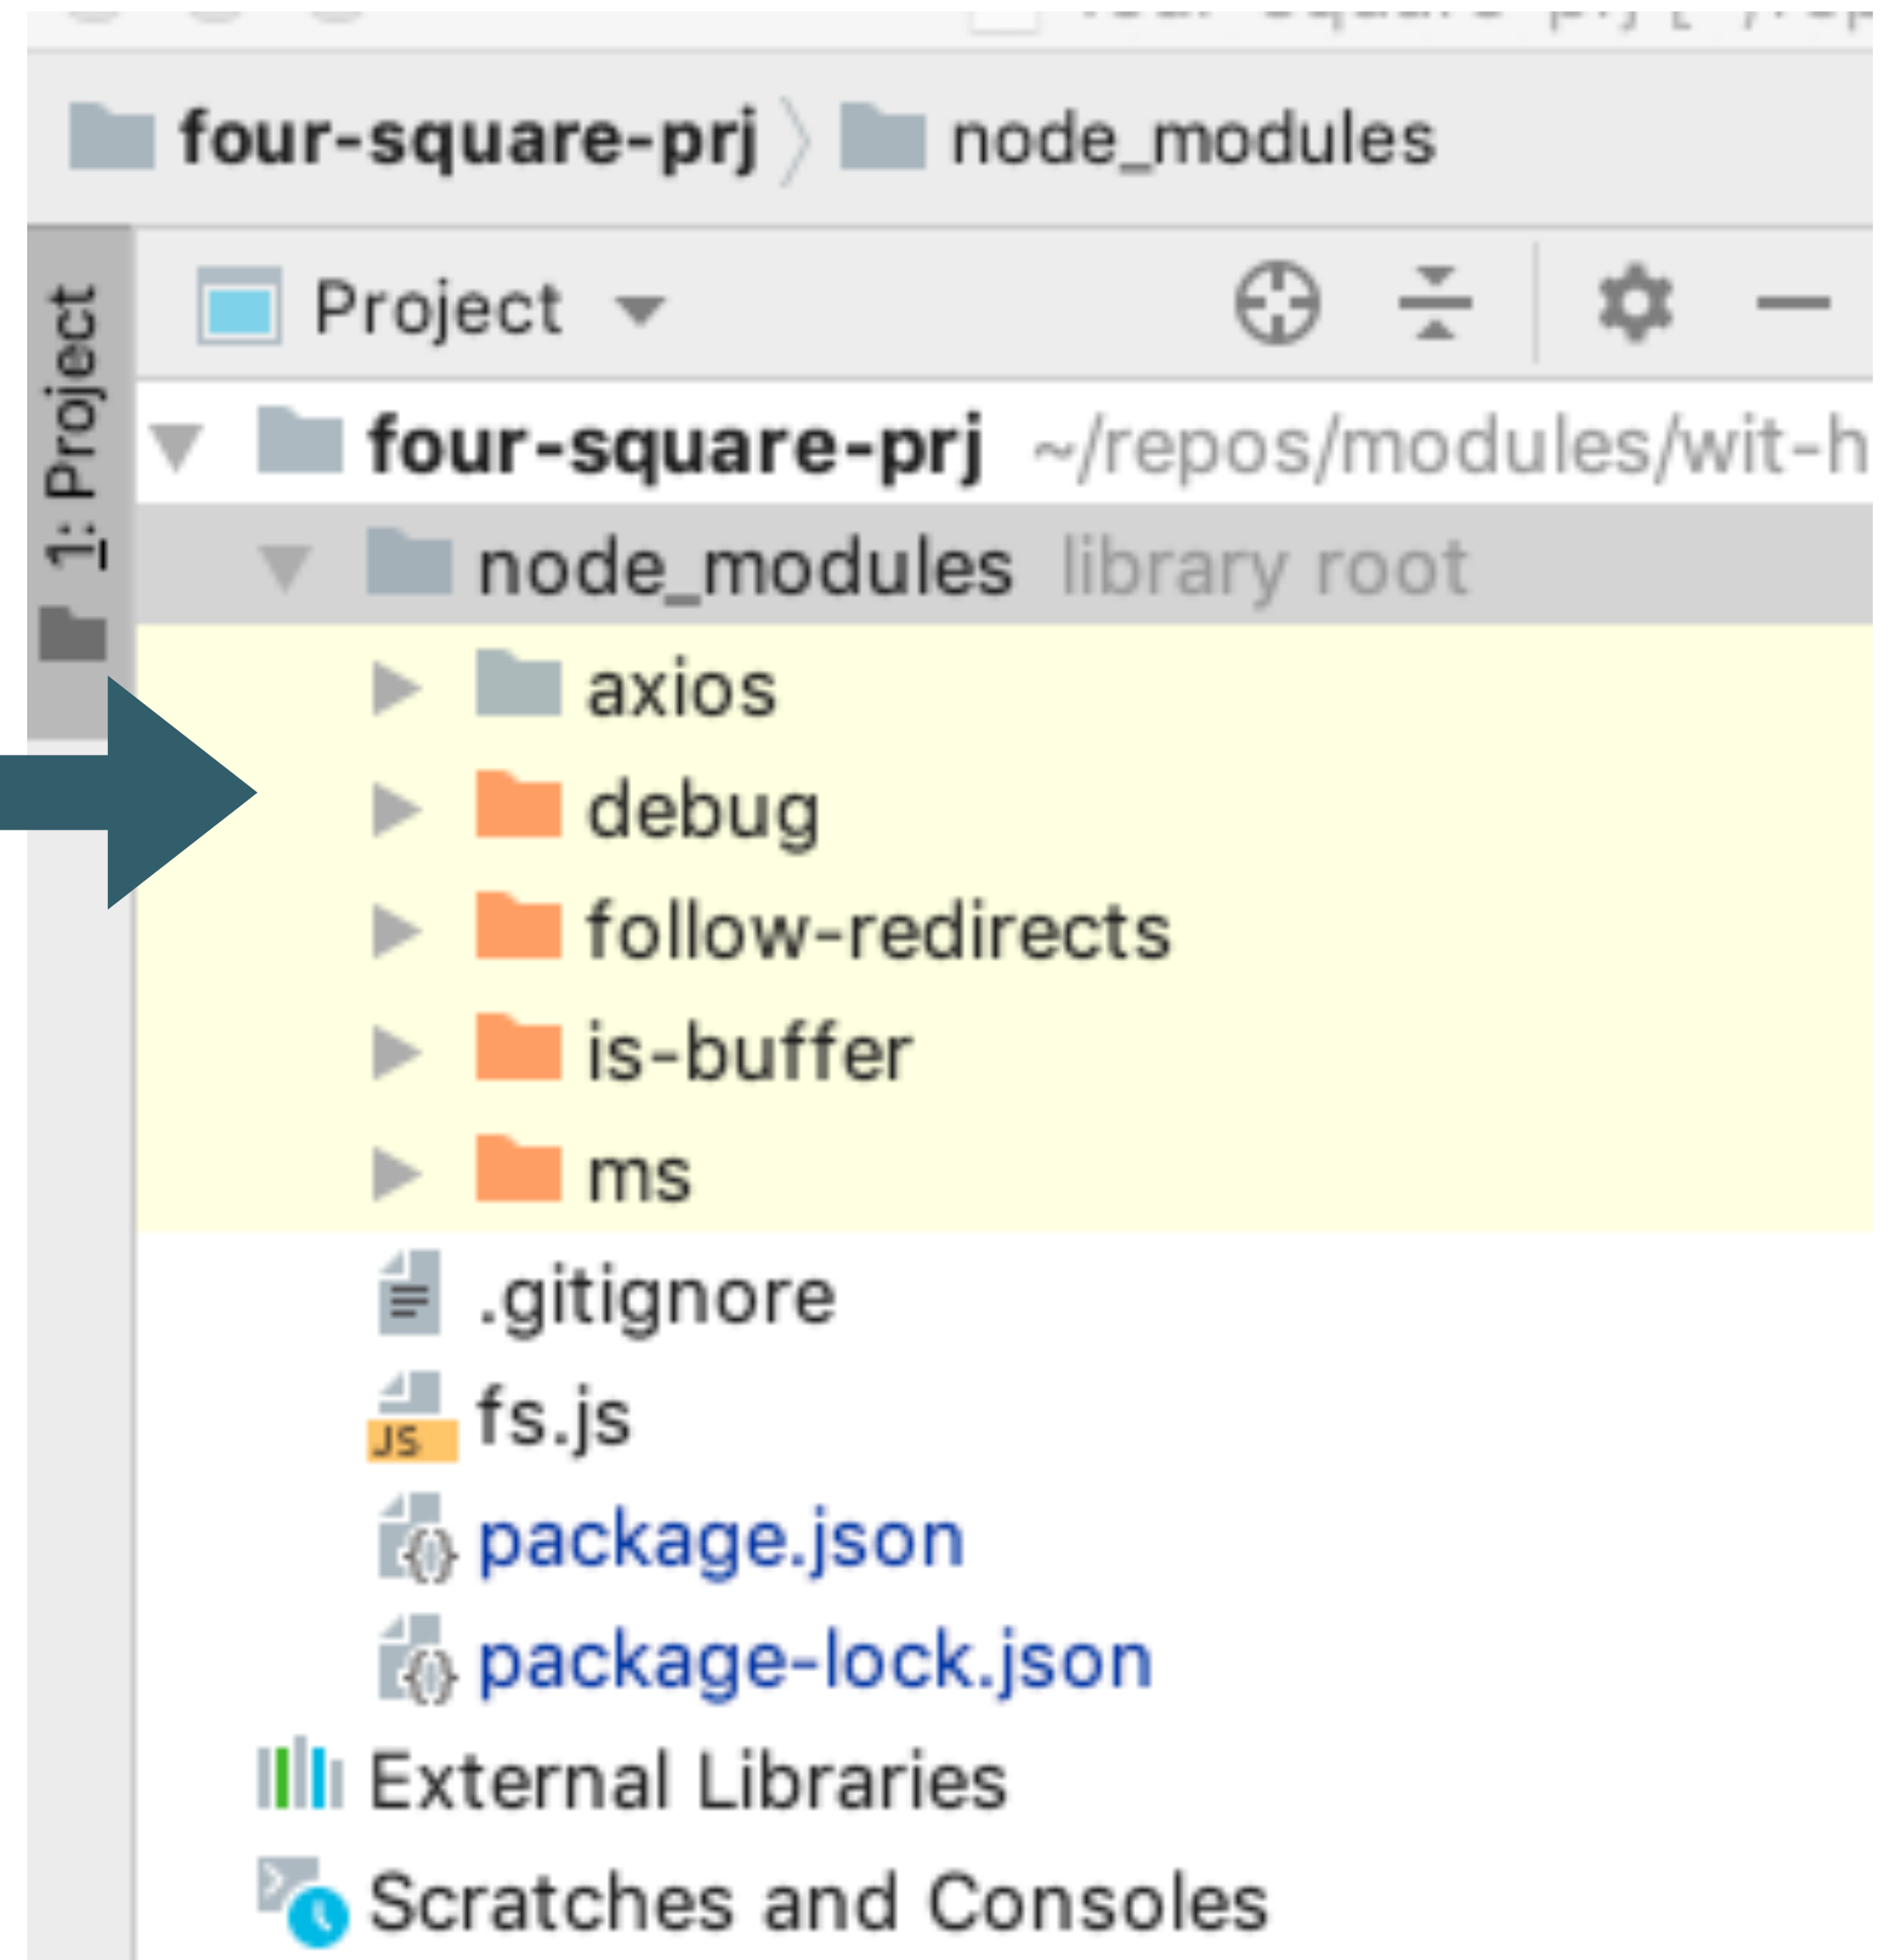 four-square-prj node_modules
1: Project
Project
four-square-prj ~/repos/modules/wit-h
node_modules library root
axios
debug
follow-redirects
is-buffer
ms
.gitignore
JS fs.js
package.json
package-lock.json
External Libraries
Scratches and Consoles